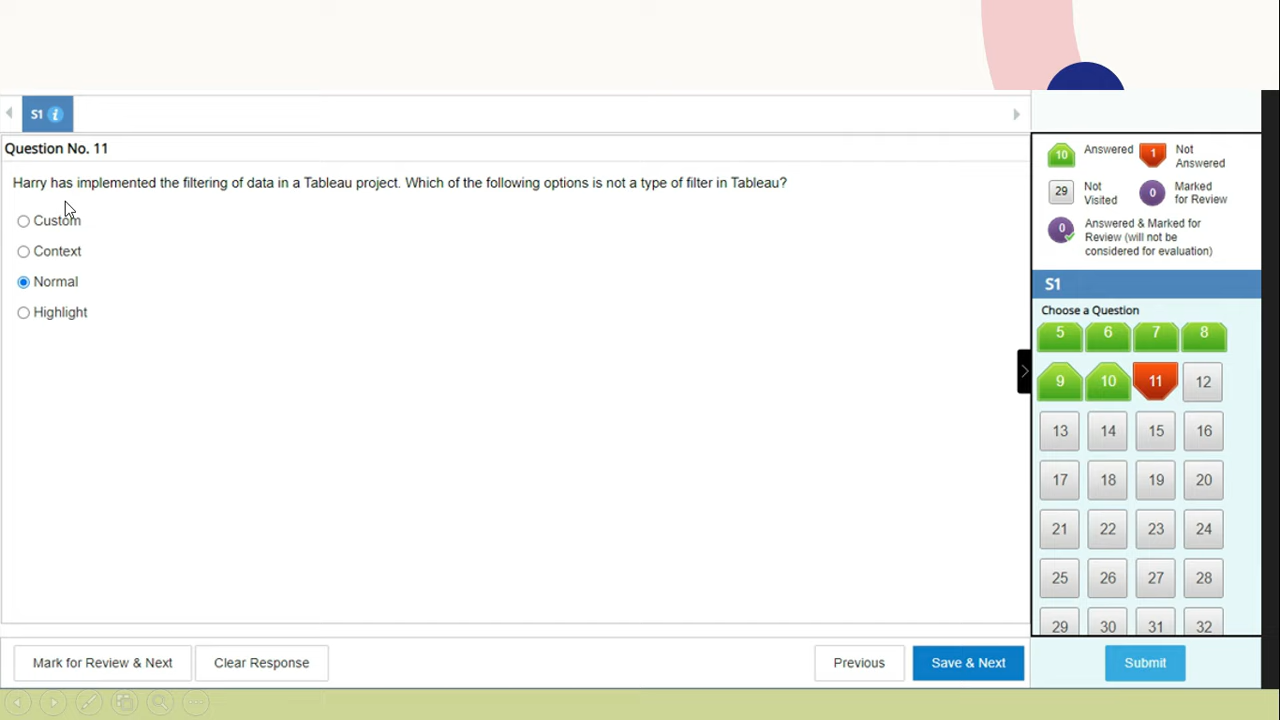 S1 i
Question No. 11
Harry has implemented the filtering of data in a Tableau project. Which of the following options is not a type of filter in Tableau?
Custom
Context
Normal
Highlight
Mark for Review & Next
Clear Response
Previous
Save & Next
10 Answered
1 Not
Answered
29 Not
Visited
0 Marked
for Review
0 Answered & Marked for
Review (will not be
considered for evaluation)
S1
Choose a Question
5 6 7 8
9 10 11 12
13 14 15 16
17 18 19 20
21 22 23 24
25 26 27 28
29 30 31 32
Submit